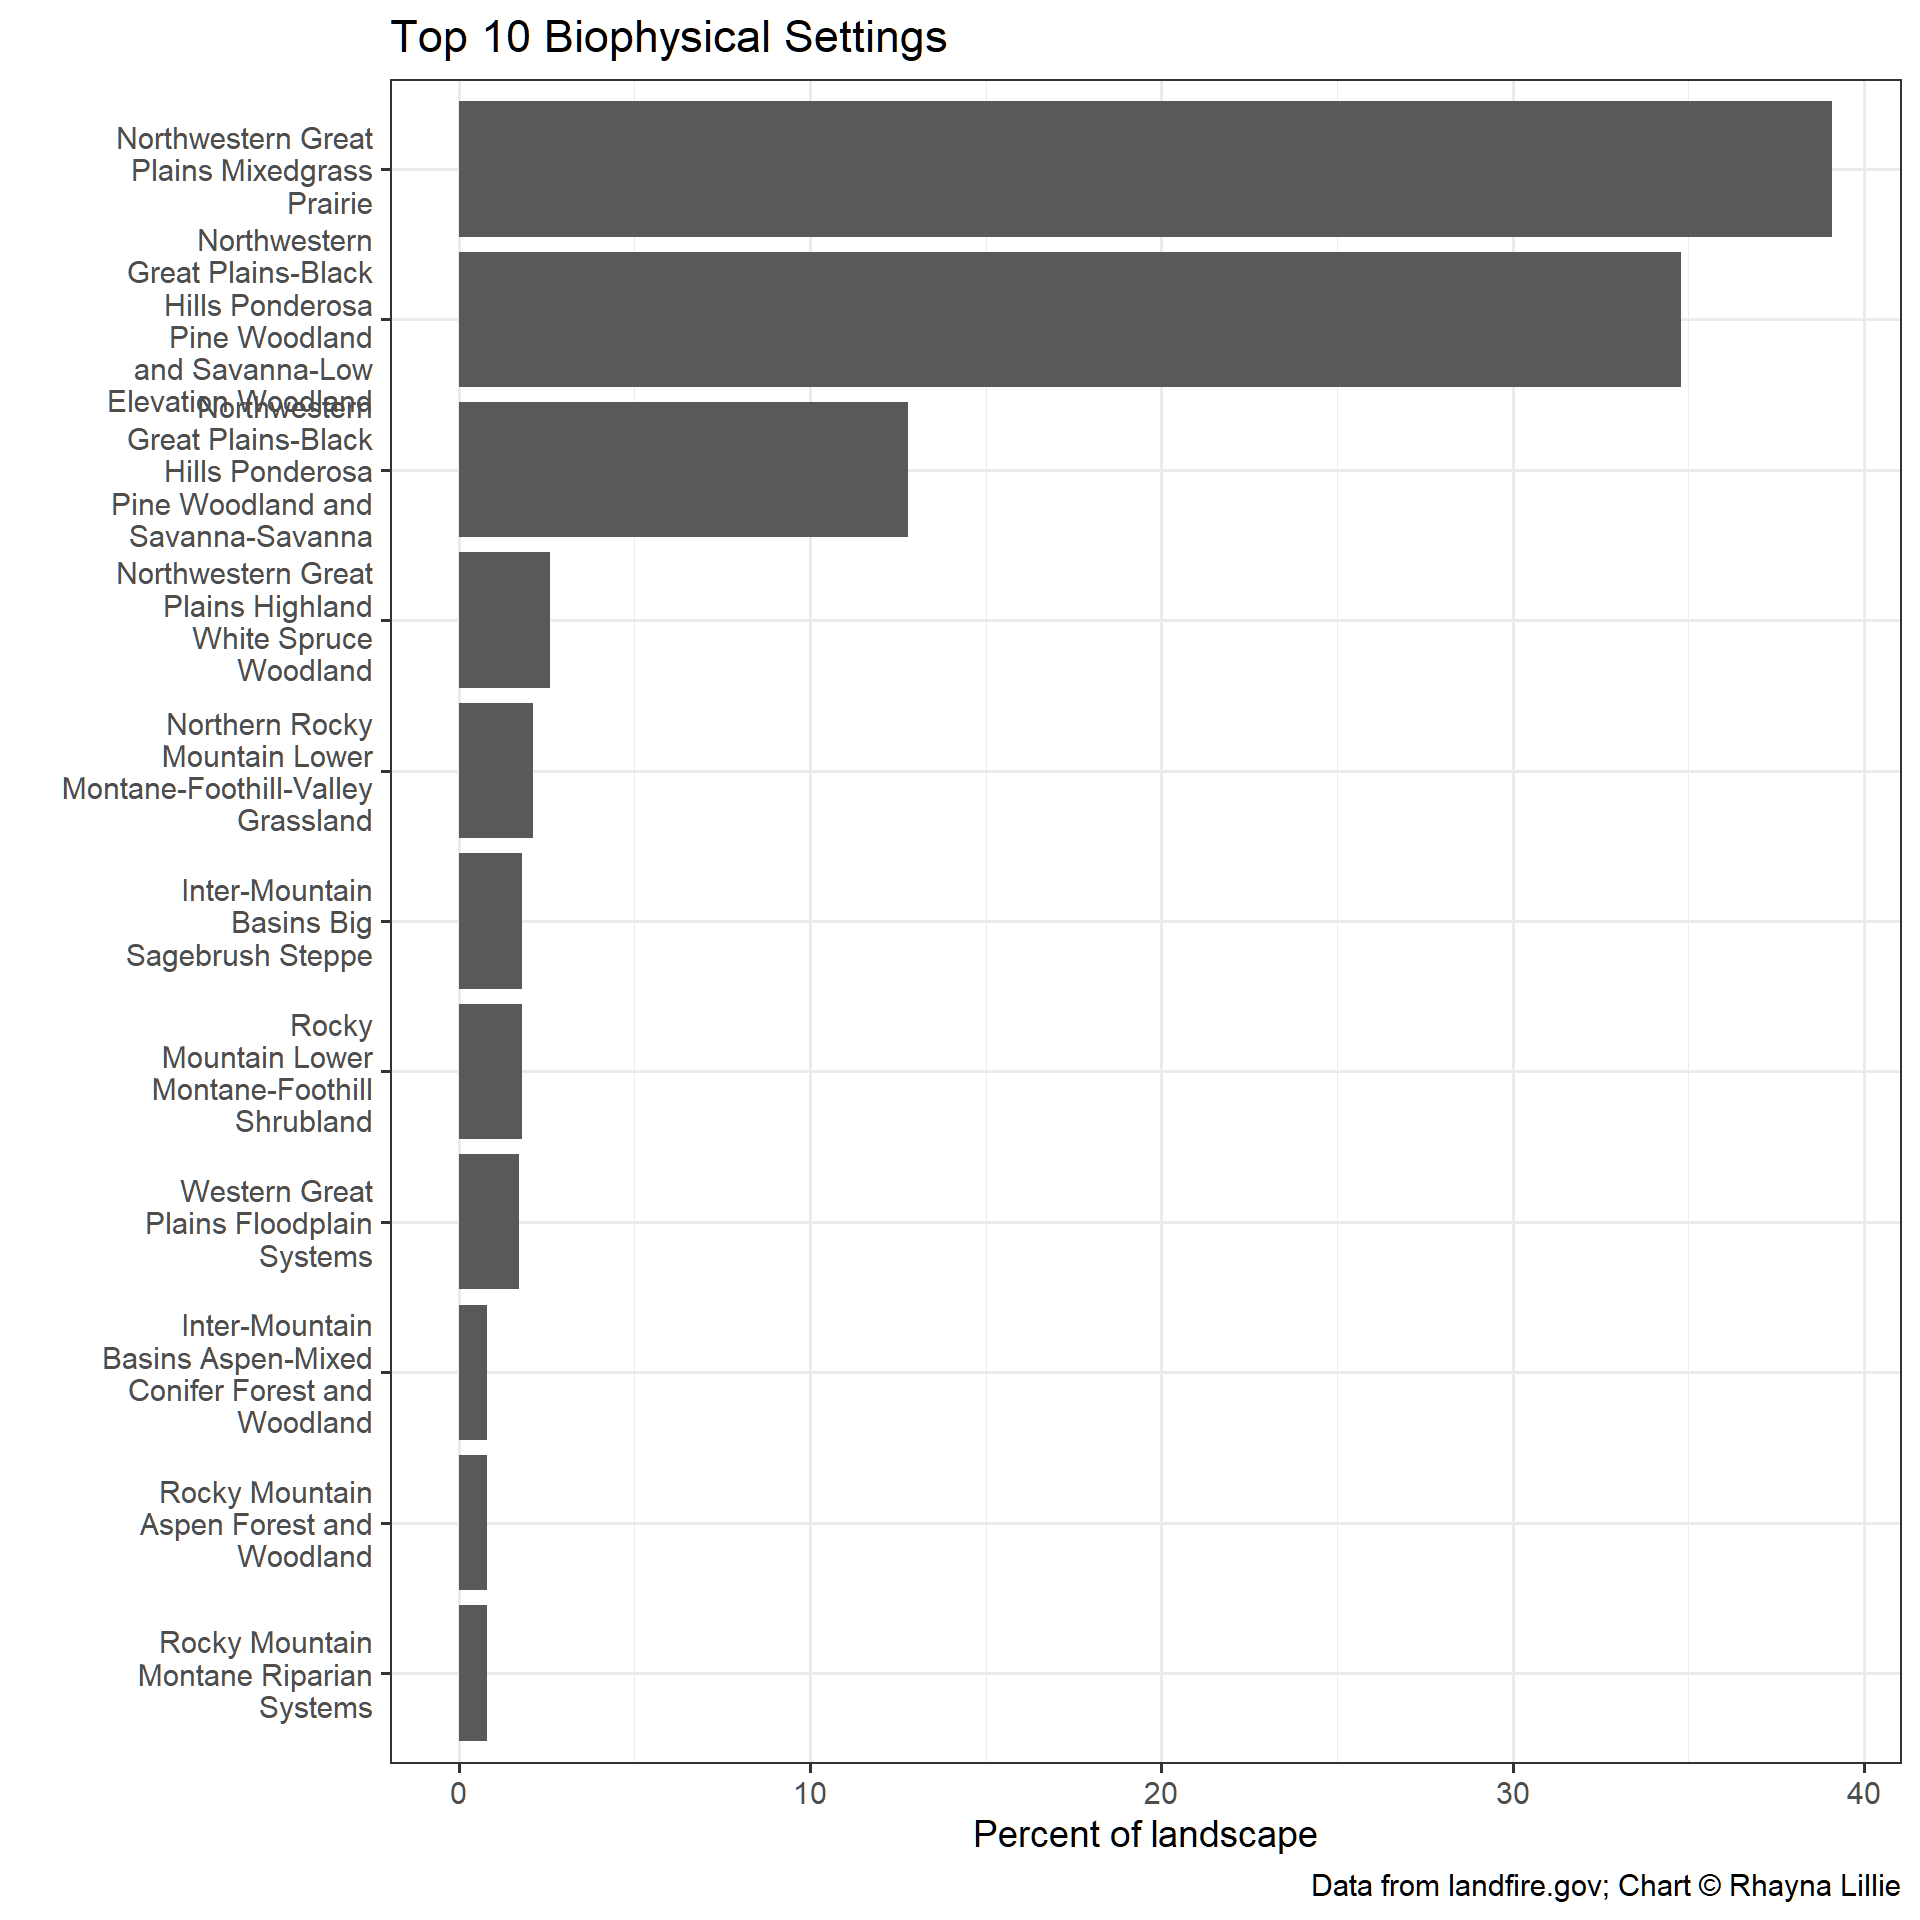 Top 10 Biophysical Settings
Northwestern Great
Plains Mixedgrass
Prairie
Northwestern
Great Plains-Black
Hills Ponderosa
Pine Woodland
and Savanna-Low
Elevation Woodland
Northwestern
Great Plains-Black
Hills Ponderosa
Pine Woodland and
Savanna-Savanna
Northwestern Great
Plains Highland
White Spruce
Woodland
Northern Rocky
Mountain Lower
Montane-Foothill-Valley
Grassland
Inter-Mountain
Basins Big
Sagebrush Steppe
Rocky
Mountain Lower
Montane-Foothill
Shrubland
Western Great
Plains Floodplain
Systems
Inter-Mountain
Basins Aspen-Mixed
Conifer Forest and
Woodland
Rocky Mountain
Aspen Forest and
Woodland
Rocky Mountain
Montane Riparian
Systems
0 10 20 30 40
Percent of landscape
Data from landfire.gov; Chart © Rhayna Lillie